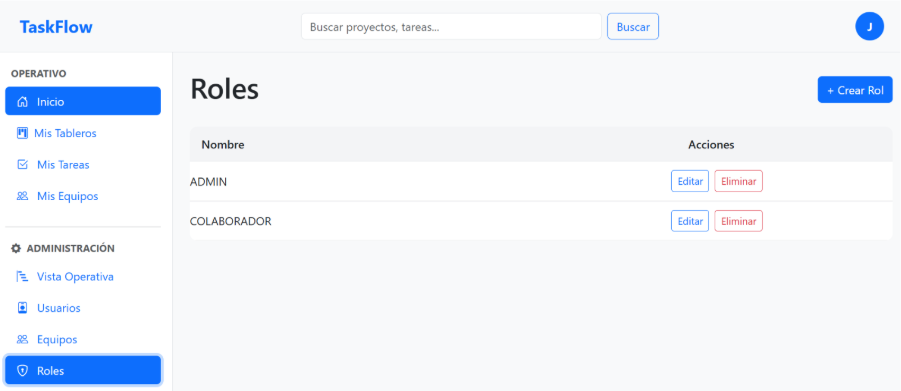 TaskFlow
Buscar proyectos, tareas...
Buscar
J
OPERATIVO
Inicio
Mis Tableros
Mis Tareas
Mis Equipos
ADMINISTRACIÓN
Vista Operativa
Usuarios
Equipos
Roles
Roles
+ Crear Rol
Nombre Acciones
ADMIN Editar Eliminar
COLABORADOR Editar Eliminar